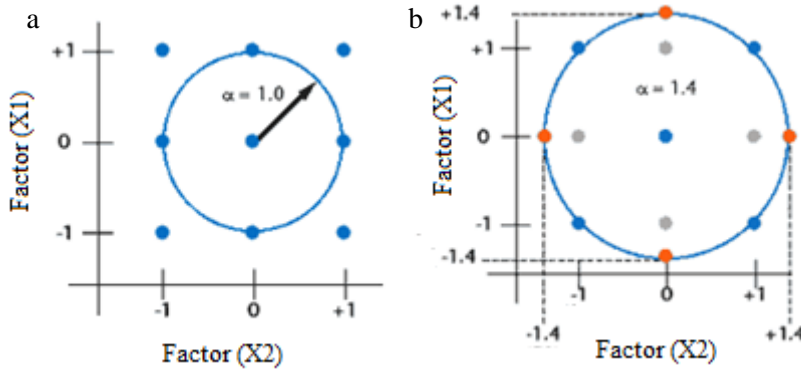 a
+1
0
-1
Factor (X1)
α = 1.0
-1
0
+1
Factor (X2)
b
+1.4
+1
0
-1
-1.4
Factor (X1)
α = 1.4
-1
0
+1
-1.4
+1.4
Factor (X2)